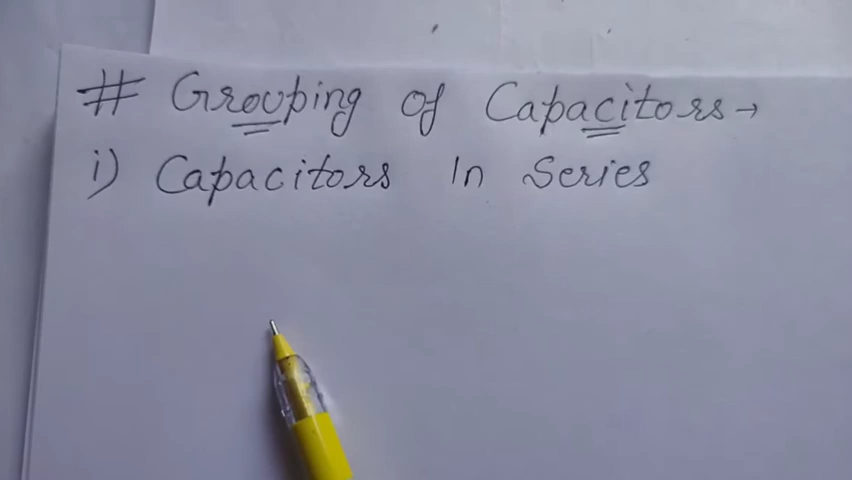 # Grouping of Capacitors →
i) Capacitors In Series